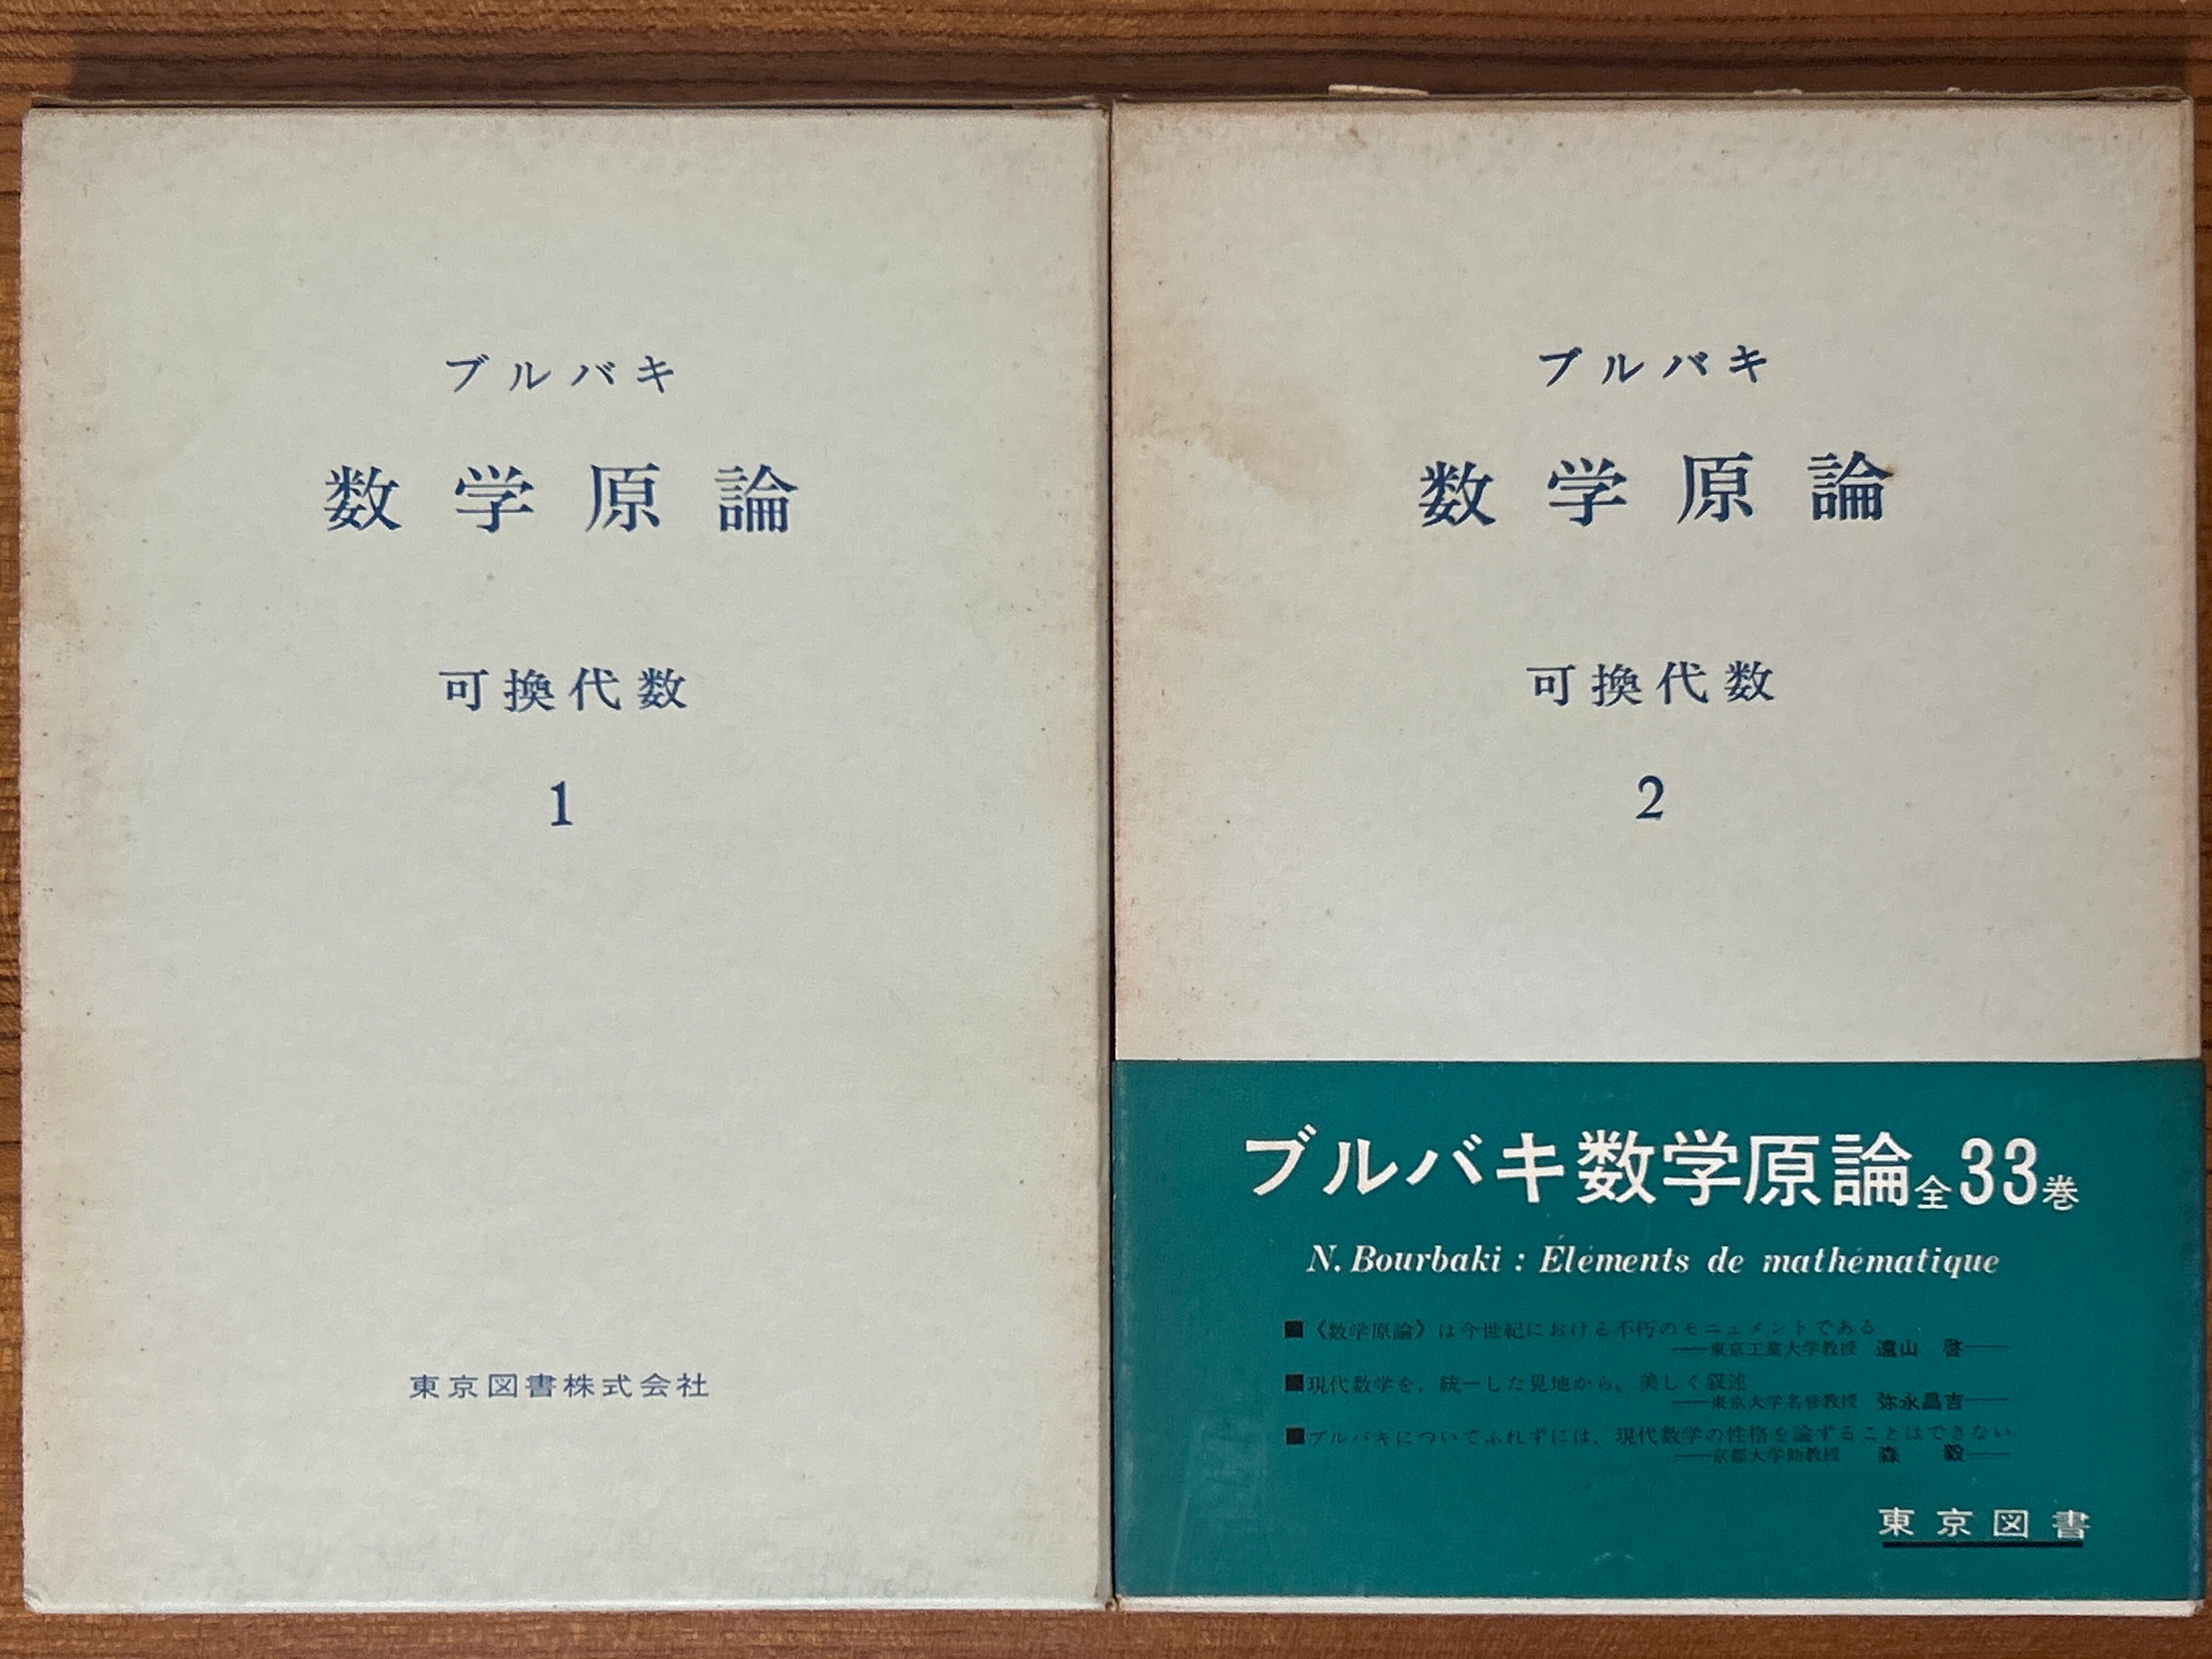 ブルバキ
数学原論
可換代数
1
東京図書株式会社
ブルバキ
数学原論
可換代数
2
ブルバキ数学原論全33巻
N. Bourbaki : Éléments de mathématique
■《数学原論》は今世紀における不朽のモニュメントである
——東京工業大学教授 遠山 啓——
■現代数学を，統一した見地から，美しく叙述
——東京大学名誉教授 弥永昌吉——
■ブルバキについてふれずには，現代数学の性格を論ずることはできない
——京都大学助教授 森 毅——
東京図書